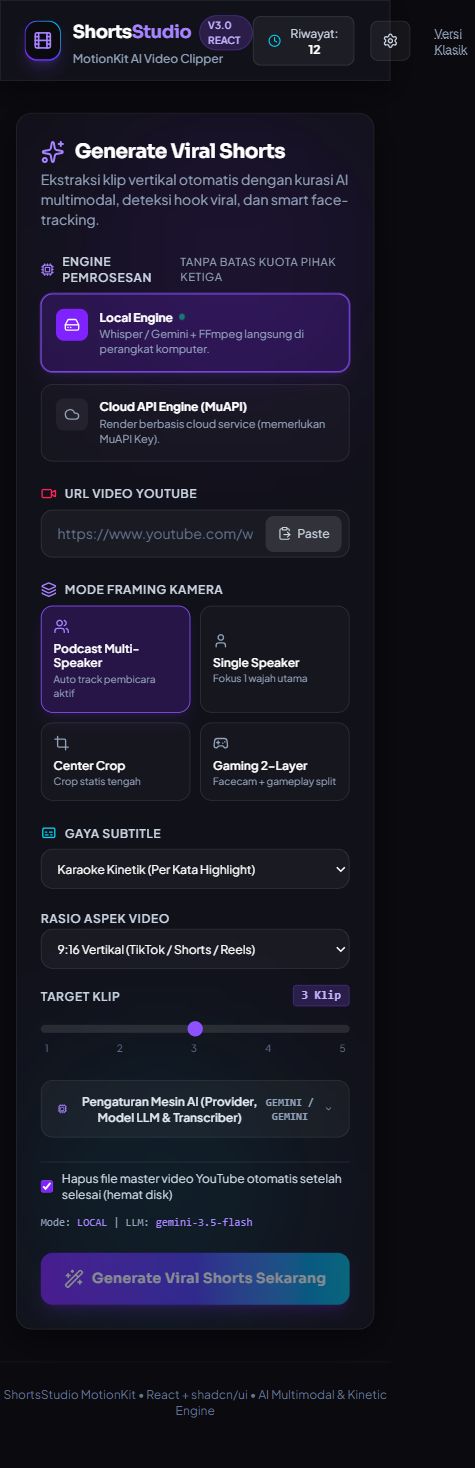 ShortsStudio
V3.0
REACT
MotionKit AI Video Clipper
Riwayat:
12
Versi
Klasik
Generate Viral Shorts
Ekstraksi klip vertikal otomatis dengan kurasi AI
multimodal, deteksi hook viral, dan smart face-
tracking.
ENGINE
PEMROSESAN
TANPA BATAS KUOTA PIHAK
KETIGA
Local Engine
Whisper / Gemini + FFmpeg langsung di
perangkat komputer.
Cloud API Engine (MuAPI)
Render berbasis cloud service (memerlukan
MuAPI Key).
URL VIDEO YOUTUBE
https://www.youtube.com/w
Paste
MODE FRAMING KAMERA
Podcast Multi-
Speaker
Auto track pembicara
aktif
Single Speaker
Fokus 1 wajah utama
Center Crop
Crop statis tengah
Gaming 2-Layer
Facecam + gameplay split
GAYA SUBTITLE
Karaoke Kinetik (Per Kata Highlight)
RASIO ASPEK VIDEO
9:16 Vertikal (TikTok / Shorts / Reels)
TARGET KLIP
3 Klip
1 2 3 4 5
Pengaturan Mesin AI (Provider,
Model LLM & Transcriber)
GEMINI /
GEMINI
Hapus file master video YouTube otomatis setelah
selesai (hemat disk)
Mode: LOCAL | LLM: gemini-3.5-flash
Generate Viral Shorts Sekarang
ShortsStudio MotionKit • React + shadcn/ui • AI Multimodal & Kinetic
Engine